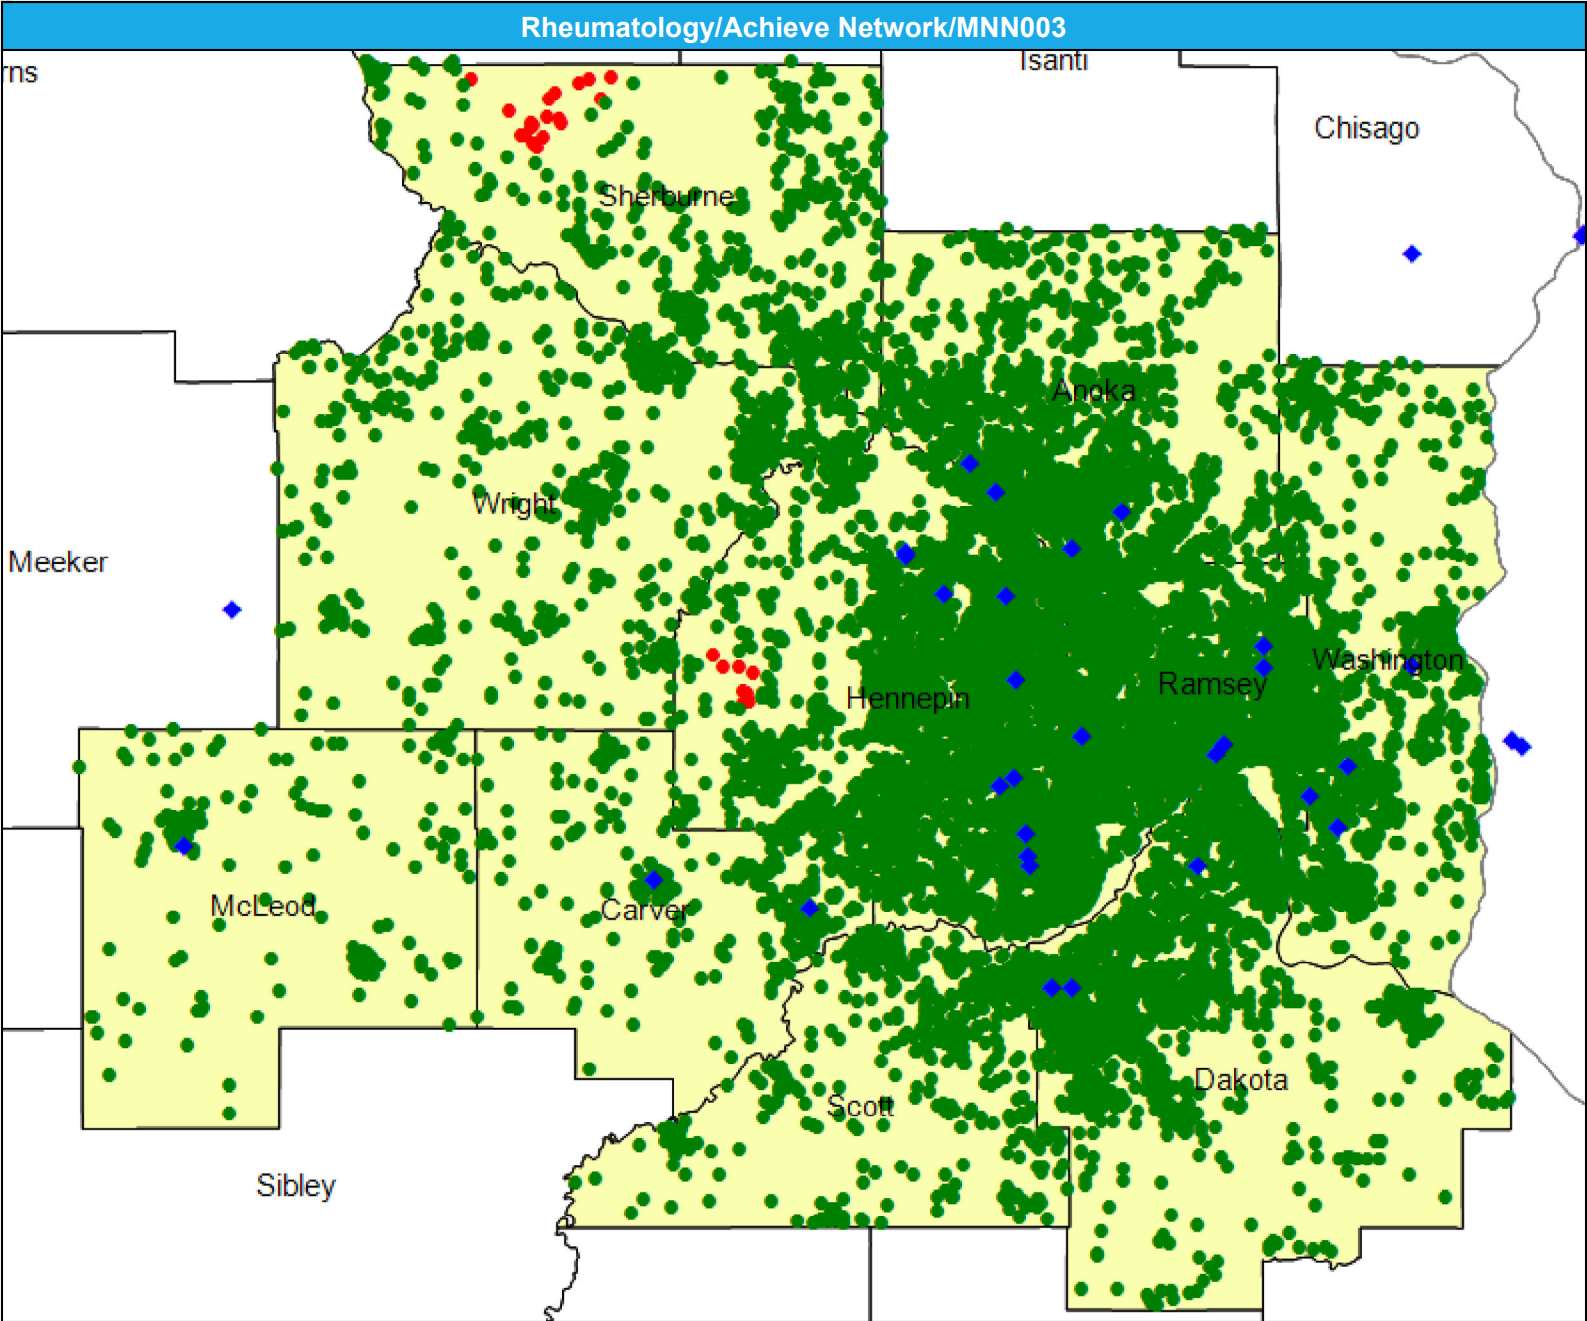 Rheumatology/Achieve Network/MNN003
Isanti
rns
Chisago
Sherburne
Anoka
Wright
Meeker
Washington
Ramsey
Hennepin
McLeod
Carver
Dakota
Scott
Sibley